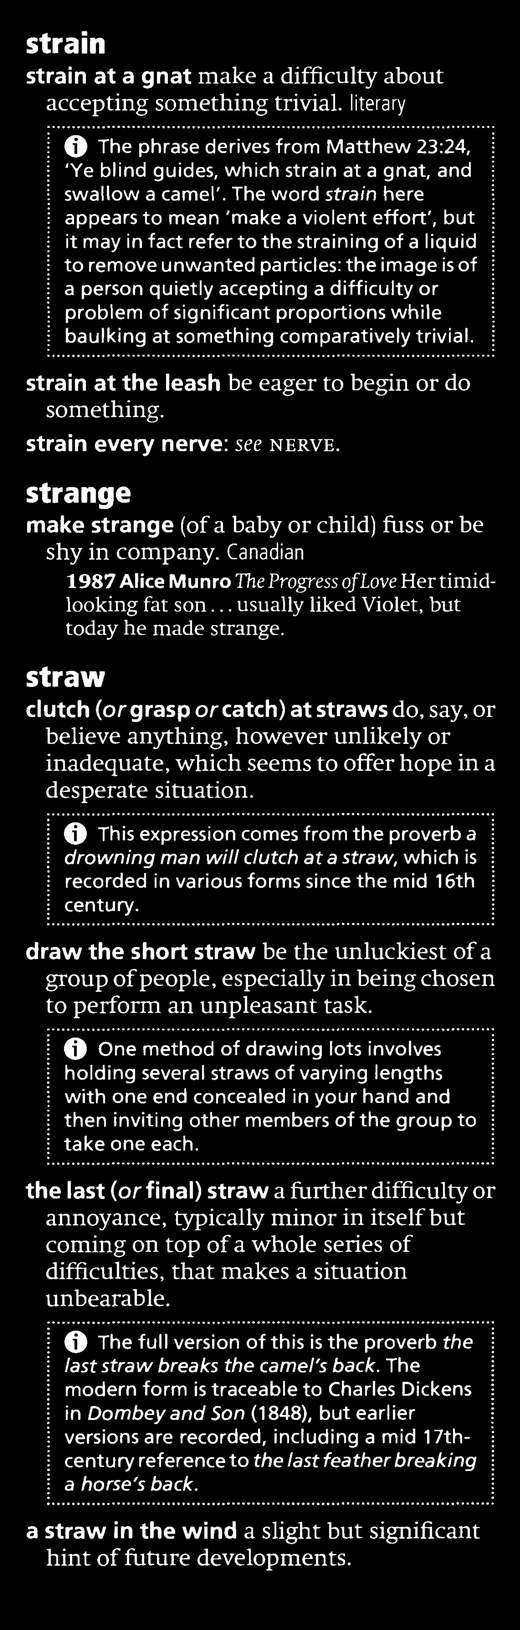 strain
strain at a gnat make a difficulty about
accepting something trivial. literary
i The phrase derives from Matthew 23:24,
‘Ye blind guides, which strain at a gnat, and
swallow a camel’. The word strain here
appears to mean ‘make a violent effort’, but
it may in fact refer to the straining of a liquid
to remove unwanted particles: the image is of
a person quietly accepting a difficulty or
problem of significant proportions while
baulking at something comparatively trivial.
strain at the leash be eager to begin or do
something.
strain every nerve: see NERVE.
strange
make strange (of a baby or child) fuss or be
shy in company. Canadian
1987 Alice Munro The Progress of Love Her timid-
looking fat son... usually liked Violet, but
today he made strange.
straw
clutch (or grasp or catch) at straws do, say, or
believe anything, however unlikely or
inadequate, which seems to offer hope in a
desperate situation.
i This expression comes from the proverb a
drowning man will clutch at a straw, which is
recorded in various forms since the mid 16th
century.
draw the short straw be the unluckiest of a
group of people, especially in being chosen
to perform an unpleasant task.
i One method of drawing lots involves
holding several straws of varying lengths
with one end concealed in your hand and
then inviting other members of the group to
take one each.
the last (or final) straw a further difficulty or
annoyance, typically minor in itself but
coming on top of a whole series of
difficulties, that makes a situation
unbearable.
i The full version of this is the proverb the
last straw breaks the camel's back. The
modern form is traceable to Charles Dickens
in Dombey and Son (1848), but earlier
versions are recorded, including a mid 17th-
century reference to the last feather breaking
a horse's back.
a straw in the wind a slight but significant
hint of future developments.